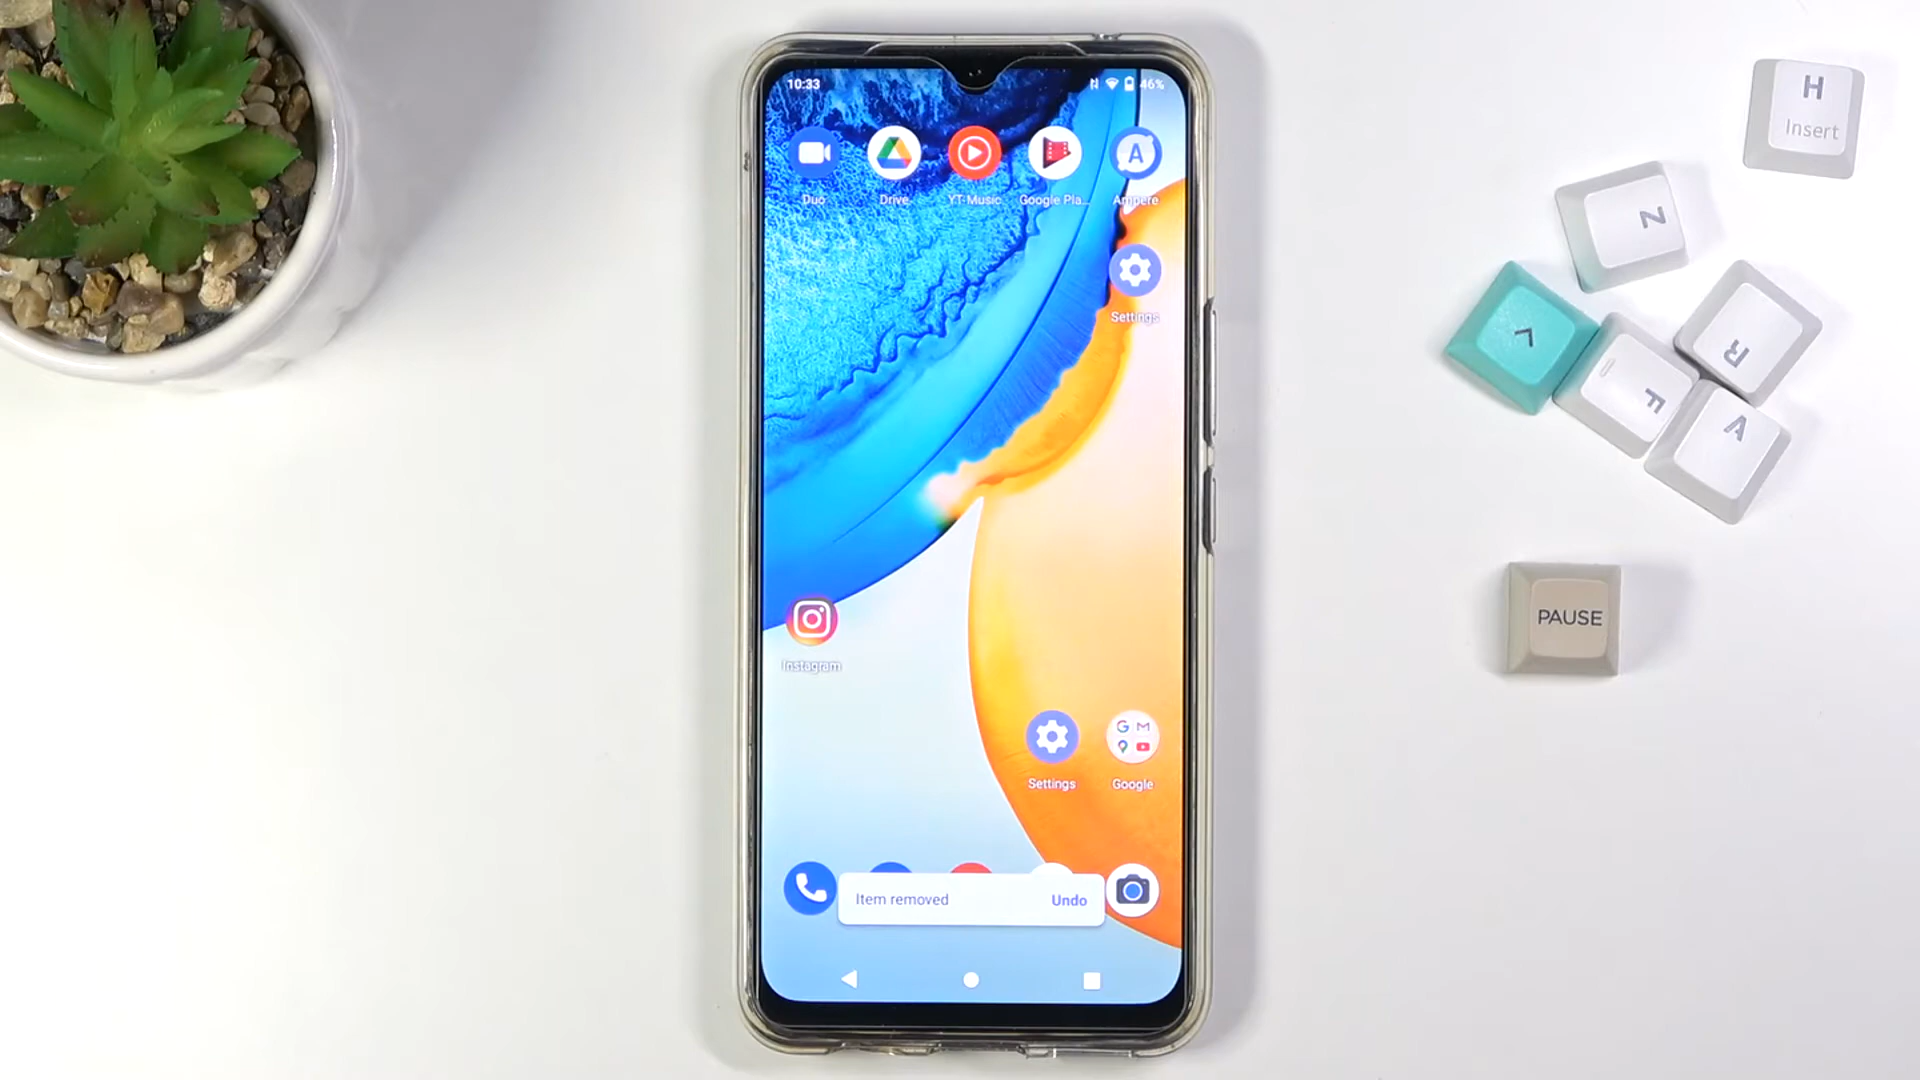 10:33 46%
Duo Drive YT Music Google Pla... A Ampere
Settings
Instagram
Settings G Google
Item removed Undo
H
Insert
Z
<
R
F
V
PAUSE